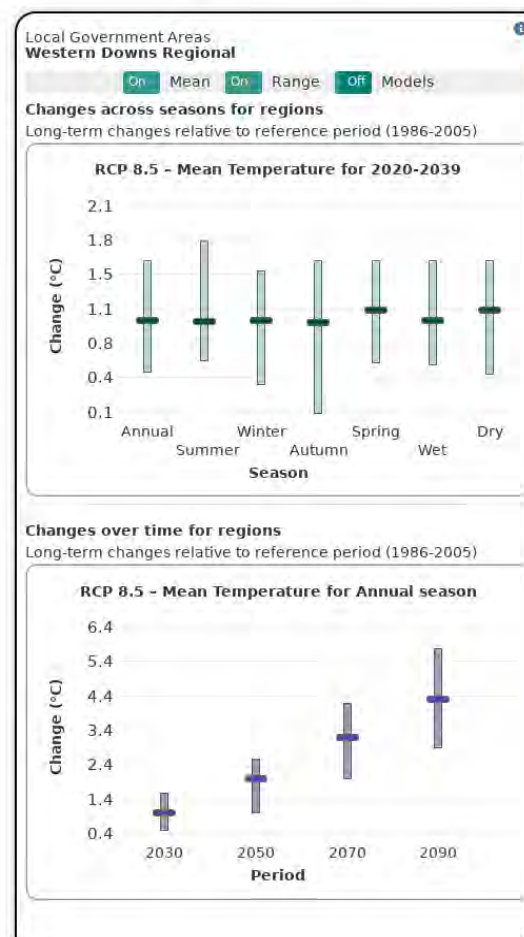 Local Government Areas
Western Downs Regional
On Mean On Range Off Models
Changes across seasons for regions
Long-term changes relative to reference period (1986-2005)
RCP 8.5 – Mean Temperature for 2020-2039
Change (°C)
2.1
1.8
1.5
1.1
0.8
0.4
0.1
Annual Winter Spring Dry
Summer Autumn Wet
Season
Changes over time for regions
Long-term changes relative to reference period (1986-2005)
RCP 8.5 – Mean Temperature for Annual season
Change (°C)
6.4
5.4
4.4
3.4
2.4
1.4
0.4
2030 2050 2070 2090
Period